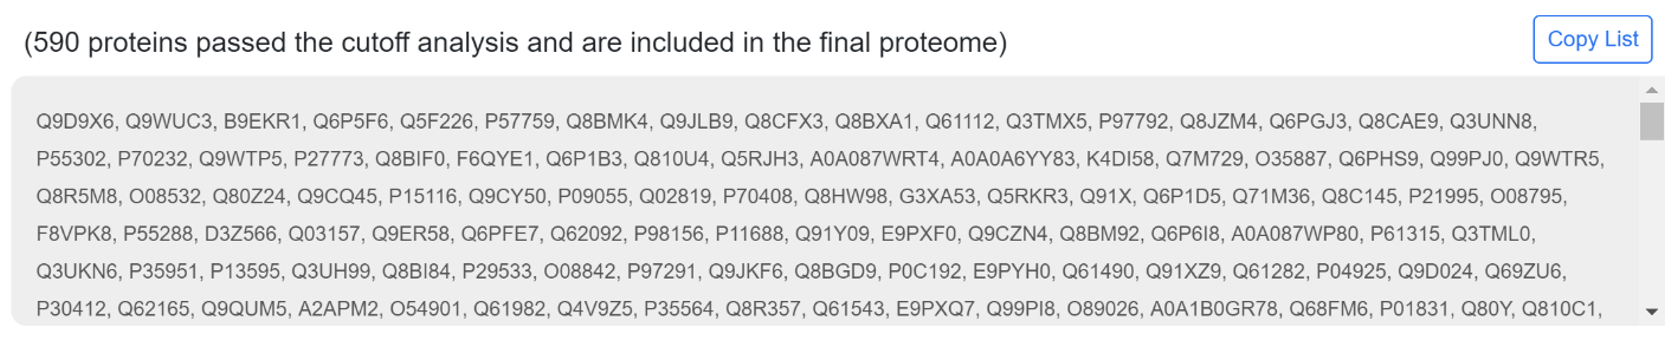 (590 proteins passed the cutoff analysis and are included in the final proteome)
Copy List
Q9D9X6, Q9WUC3, B9EKR1, Q6P5F6, Q5F226, P57759, Q8BMK4, Q9JLB9, Q8CFX3, Q8BXA1, Q61112, Q3TMX5, P97792, Q8JZM4, Q6PGJ3, Q8CAE9, Q3UNN8,
P55302, P70232, Q9WTP5, P27773, Q8BIF0, F6QYE1, Q6P1B3, Q810U4, Q5RJH3, A0A087WRT4, A0A0A6YY83, K4DI58, Q7M729, O35887, Q6PHS9, Q99PJ0, Q9WTR5,
Q8R5M8, O08532, Q80Z24, Q9CQ45, P15116, Q9CY50, P09055, Q02819, P70408, Q8HW98, G3XA53, Q5RKR3, Q91X, Q6P1D5, Q71M36, Q8C145, P21995, O08795,
F8VPK8, P55288, D3Z566, Q03157, Q9ER58, Q6PFE7, Q62092, P98156, P11688, Q91Y09, E9PXF0, Q9CZN4, Q8BM92, Q6P6I8, A0A087WP80, P61315, Q3TML0,
Q3UKN6, P35951, P13595, Q3UH99, Q8BI84, P29533, O08842, P97291, Q9JKF6, Q8BGD9, P0C192, E9PYH0, Q61490, Q91XZ9, Q61282, P04925, Q9D024, Q69ZU6,
P30412, Q62165, Q9QUM5, A2APM2, O54901, Q61982, Q4V9Z5, P35564, Q8R357, Q61543, E9PXQ7, Q99PI8, O89026, A0A1B0GR78, Q68FM6, P01831, Q80Y, Q810C1,